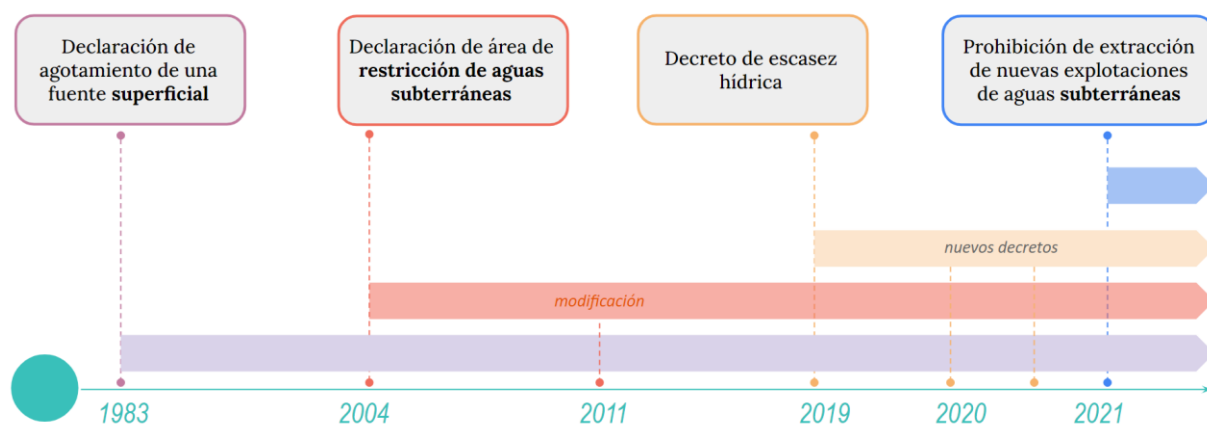 Declaración de
agotamiento de una
fuente superficial
Declaración de área de
restricción de aguas
subterráneas
Decreto de escasez
hídrica
Prohibición de extracción
de nuevas explotaciones
de aguas subterráneas
nuevos decretos
modificación
1983
2004
2011
2019
2020
2021